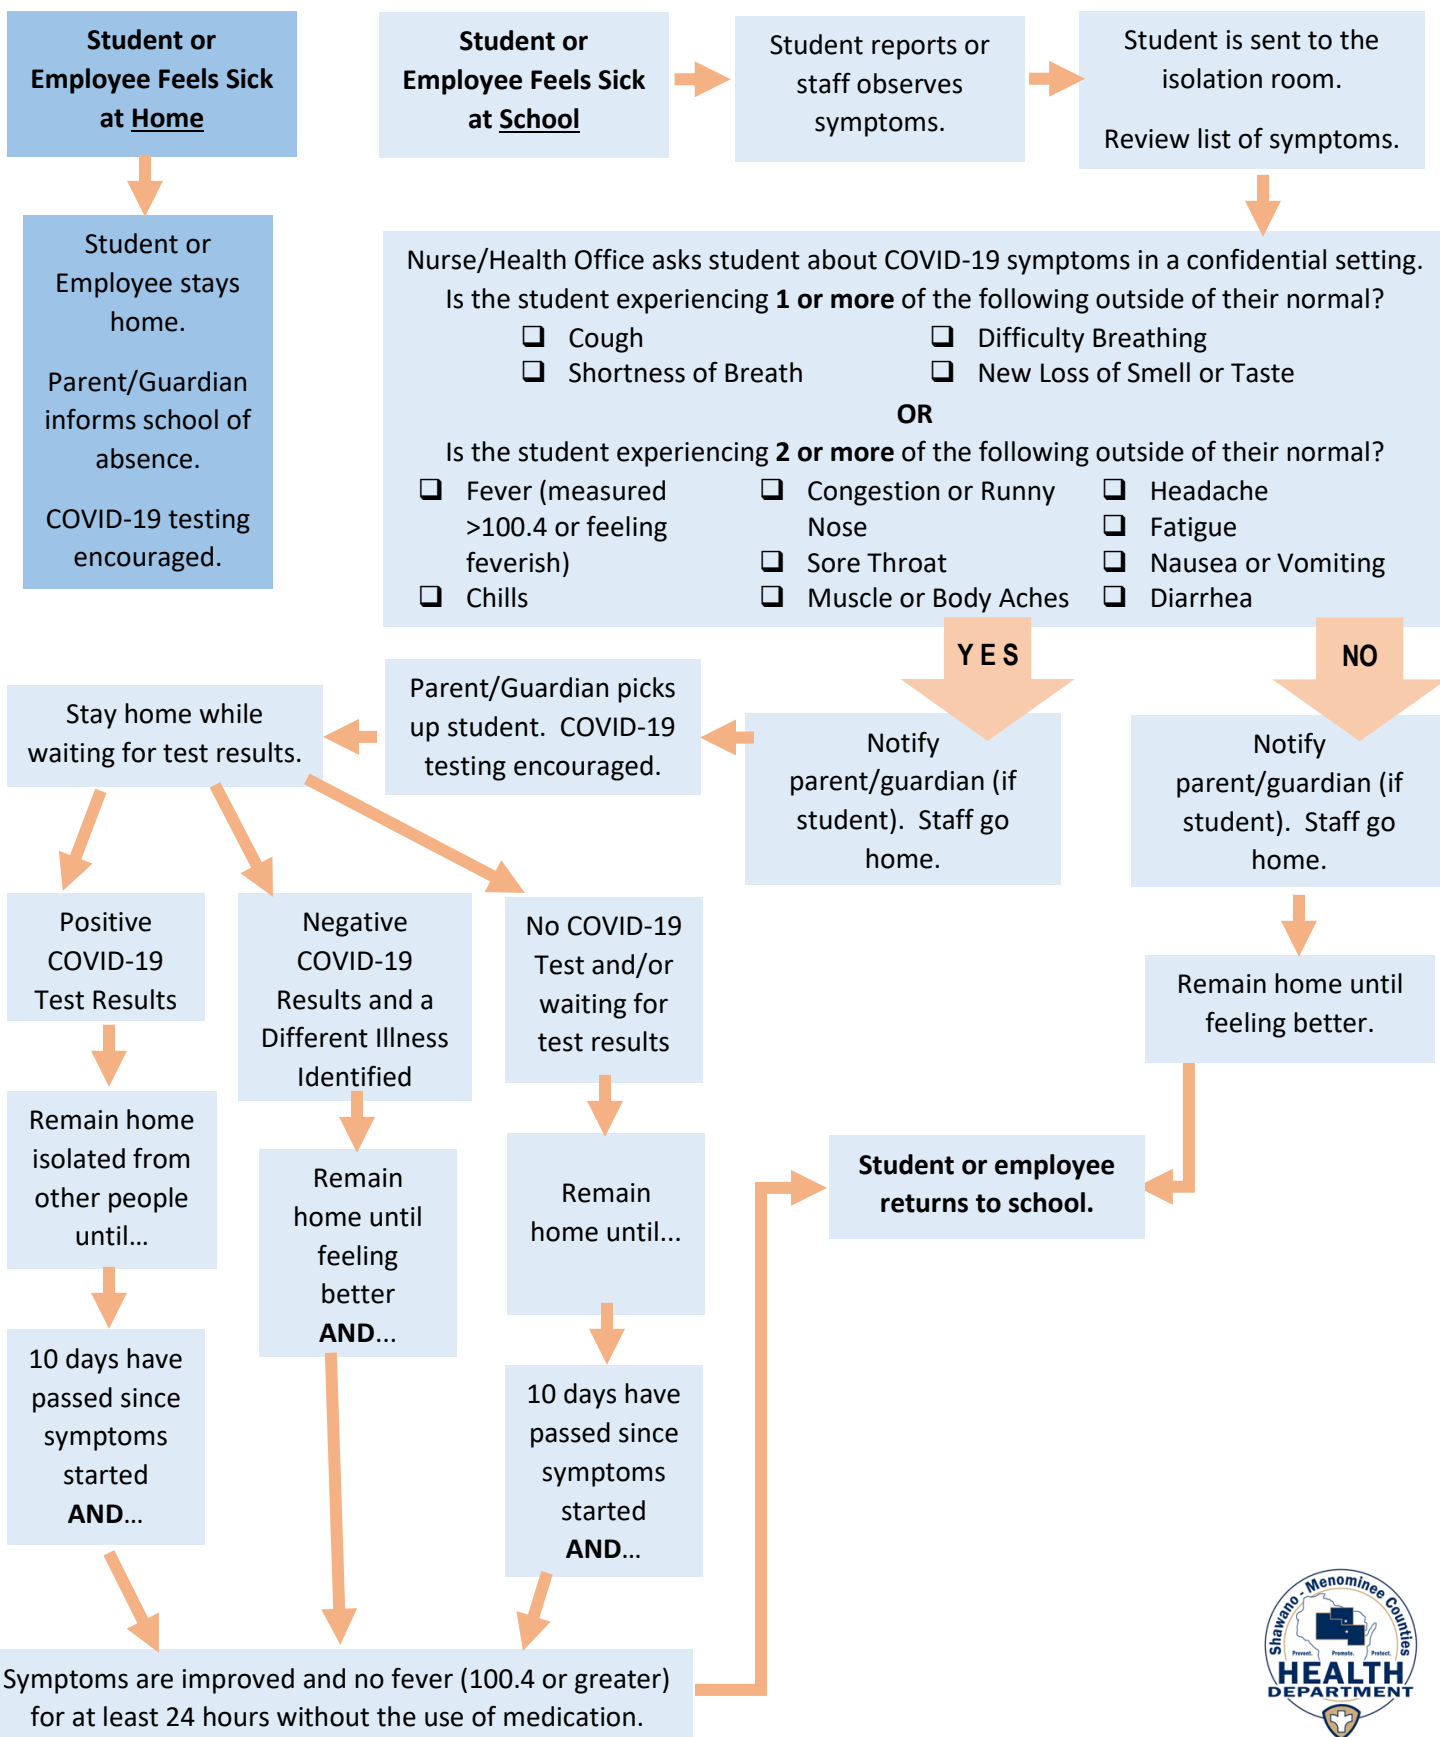 Student or
Employee Feels Sick
at Home
Student or
Employee Feels Sick
at School
Student reports or
staff observes
symptoms.
Student is sent to the
isolation room.
Review list of symptoms.
Student or
Employee stays
home.
Parent/Guardian
informs school of
absence.
COVID-19 testing
encouraged.
Nurse/Health Office asks student about COVID-19 symptoms in a confidential setting.
Is the student experiencing 1 or more of the following outside of their normal?
❑ Cough
❑ Shortness of Breath
❑ Difficulty Breathing
❑ New Loss of Smell or Taste
OR
Is the student experiencing 2 or more of the following outside of their normal?
❑ Fever (measured
>100.4 or feeling
feverish)
❑ Chills
❑ Congestion or Runny
Nose
❑ Sore Throat
❑ Muscle or Body Aches
❑ Headache
❑ Fatigue
❑ Nausea or Vomiting
❑ Diarrhea
YES
NO
Notify
parent/guardian (if
student). Staff go
home.
Notify
parent/guardian (if
student). Staff go
home.
Parent/Guardian picks
up student. COVID-19
testing encouraged.
Stay home while
waiting for test results.
Positive
COVID-19
Test Results
Negative
COVID-19
Results and a
Different Illness
Identified
No COVID-19
Test and/or
waiting for
test results
Remain home until
feeling better.
Remain home
isolated from
other people
until…
Remain
home until
feeling
better
AND…
Remain
home until...
Student or employee
returns to school.
10 days have
passed since
symptoms
started
AND…
10 days have
passed since
symptoms
started
AND…
Symptoms are improved and no fever (100.4 or greater)
for at least 24 hours without the use of medication.
Shawano - Menominee Counties
Prevent. Promote. Protect.
HEALTH
DEPARTMENT